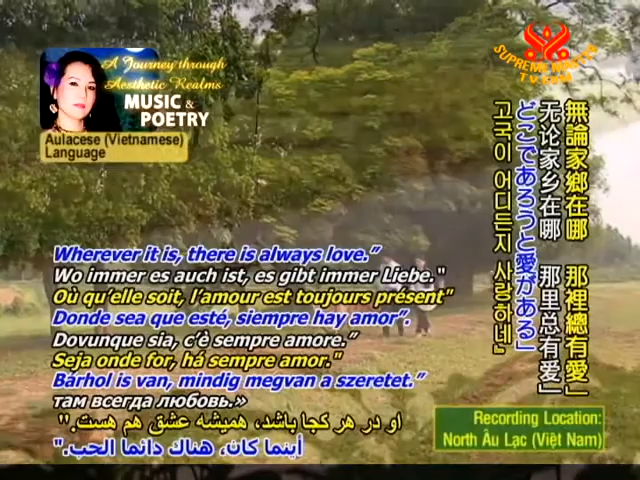 A Journey through
Aesthetic Realms
MUSIC &
POETRY
Aulacese (Vietnamese)
Language
SUPREME MASTER
TV.com
無論家鄉在哪 那裡總有愛」
无论家乡在哪 那里总有爱」
どこであろうと愛がある」
고국이 어디든지 사랑하네』
Wherever it is, there is always love.”
Wo immer es auch ist, es gibt immer Liebe."
Où qu’elle soit, l’amour est toujours présent"
Donde sea que esté, siempre hay amor”.
Dovunque sia, c’è sempre amore.”
Seja onde for, há sempre amor."
Bárhol is van, mindig megvan a szeretet.”
там всегда любовь.»
او در هر کجا باشد، همیشه عشق هم هست."
أينما كان، هناك دائما الحب."
Recording Location:
North Âu Lạc (Việt Nam)